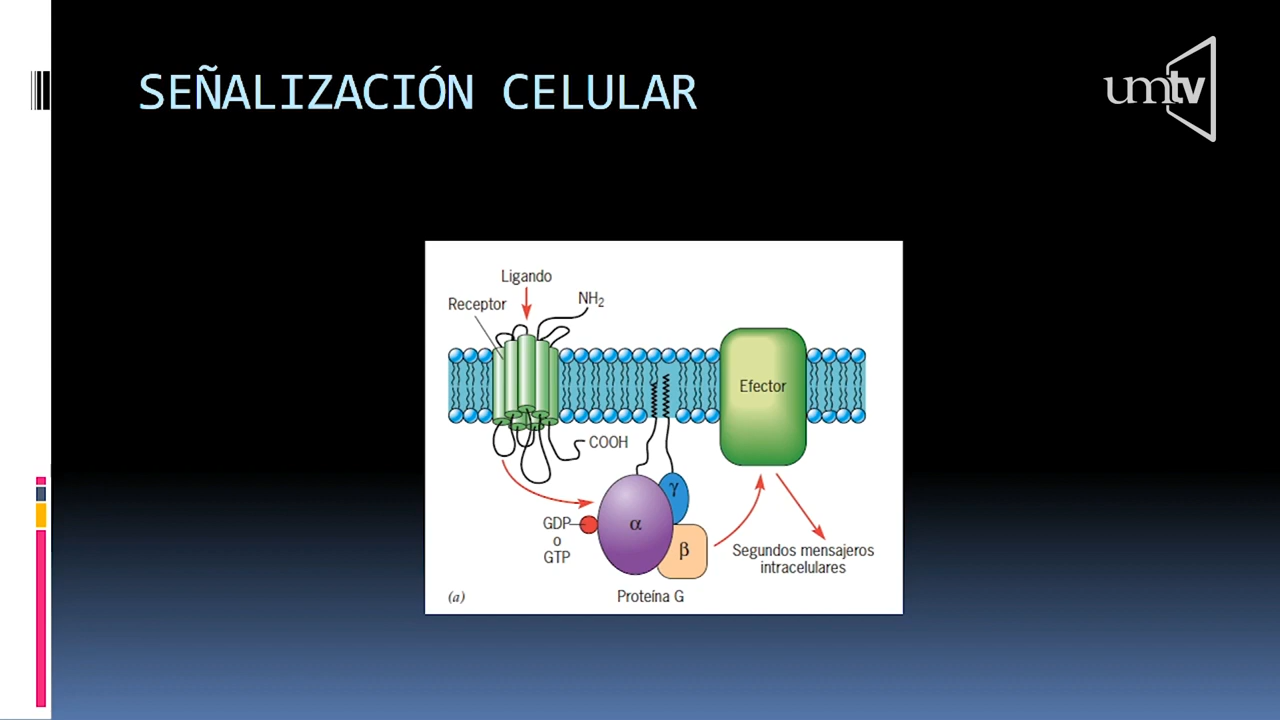 SEÑALIZACIÓN CELULAR
umtv
Ligando
Receptor
NH₂
Efector
COOH
γ
α
GDP
o
GTP
β
Segundos mensajeros
intracelulares
(a)
Proteína G